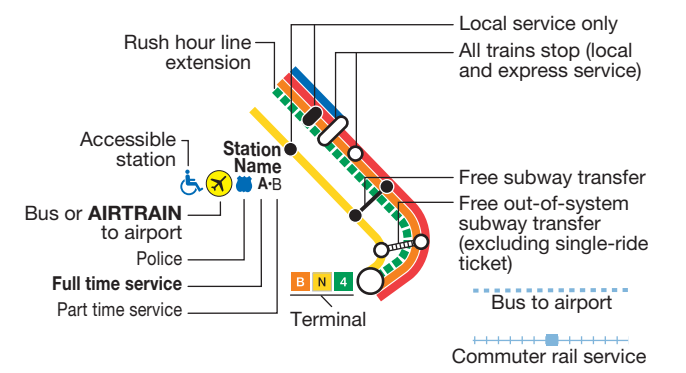 Local service only
Rush hour line
extension
All trains stop (local
and express service)
Accessible
station
Station
Name
A•B
Free subway transfer
Bus or AIRTRAIN
to airport
Free out-of-system
subway transfer
(excluding single-ride
ticket)
Police
Full time service
Part time service
B N 4
Terminal
Bus to airport
Commuter rail service